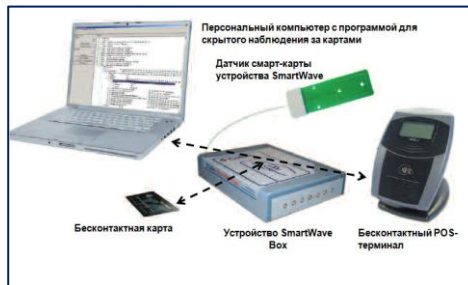 Персональный компьютер с программой для
скрытого наблюдения за картами
Датчик смарт-карты
устройства SmartWave
Бесконтактная карта
Устройство SmartWave
Box
Бесконтактный POS-
терминал